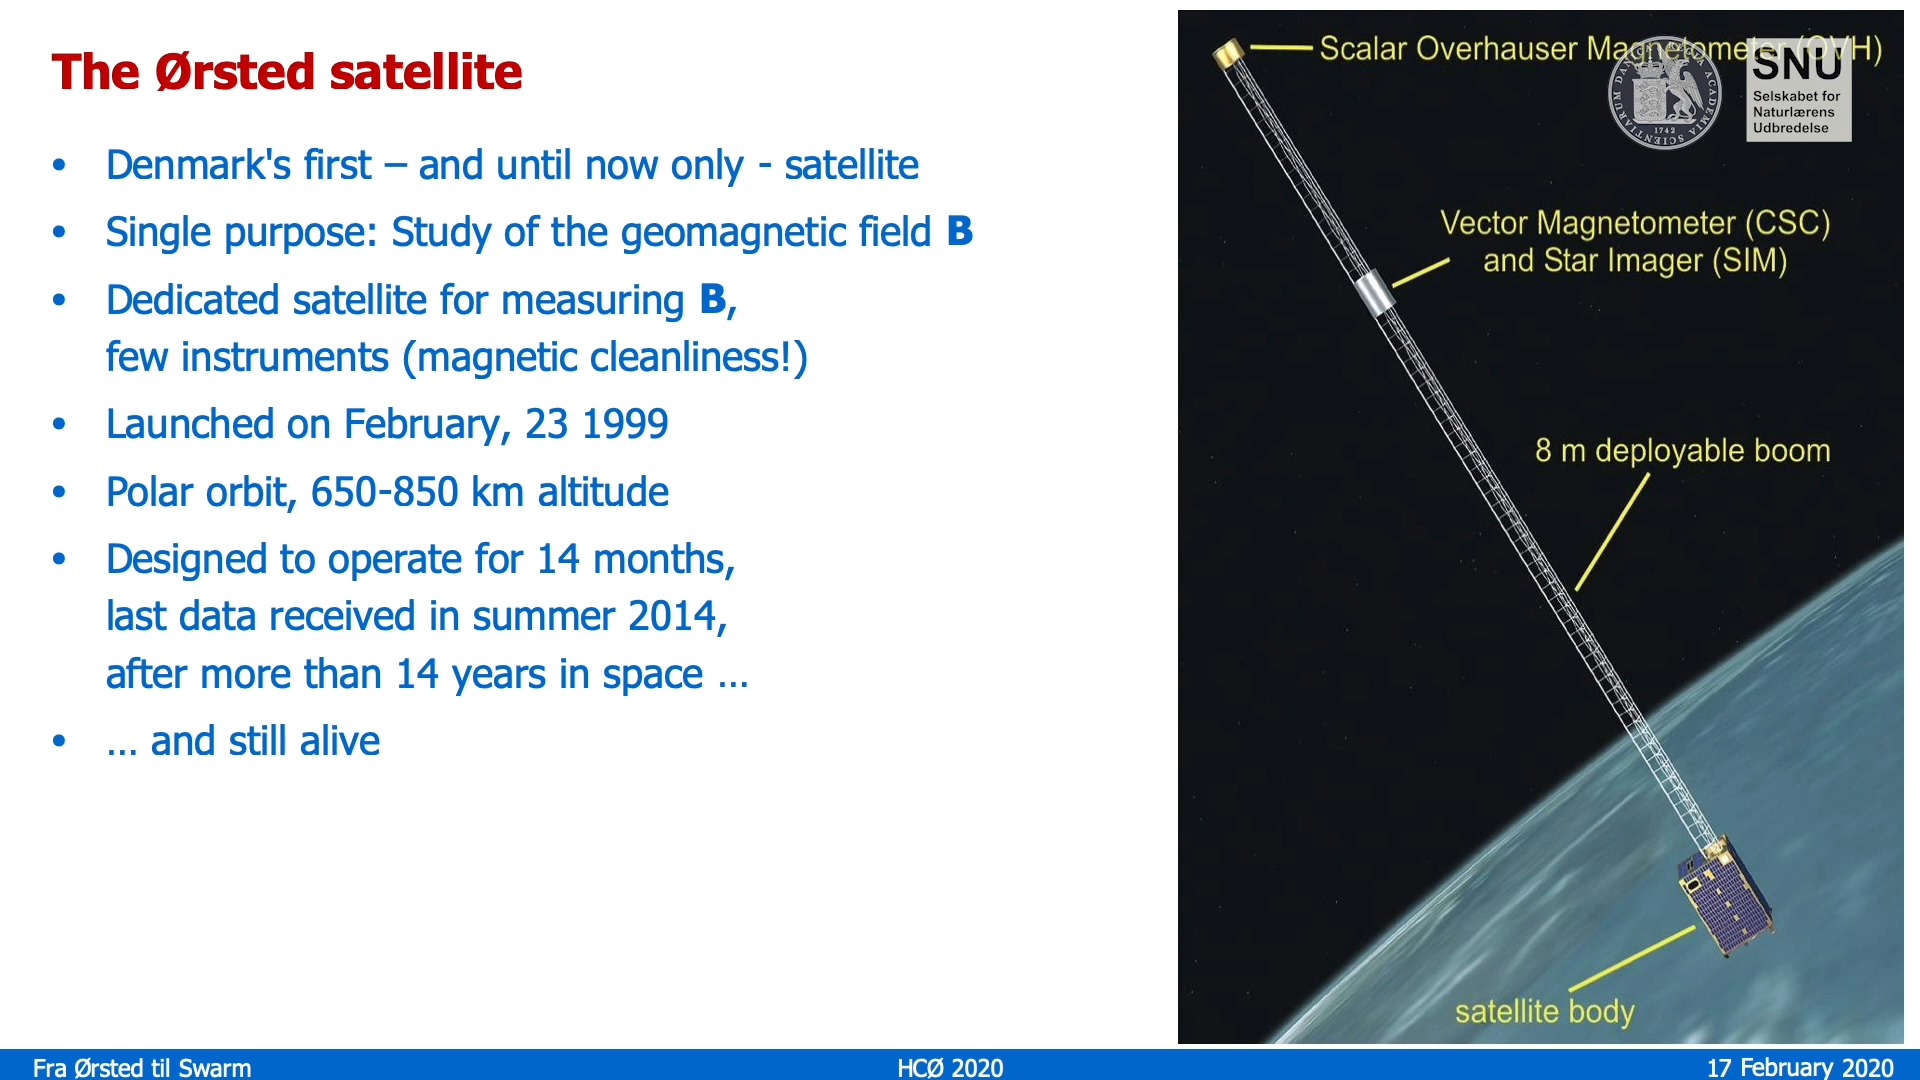 The Ørsted satellite
• Denmark's first – and until now only - satellite
• Single purpose: Study of the geomagnetic field B
• Dedicated satellite for measuring B,
few instruments (magnetic cleanliness!)
• Launched on February, 23 1999
• Polar orbit, 650-850 km altitude
• Designed to operate for 14 months,
last data received in summer 2014,
after more than 14 years in space ...
• ... and still alive
Scalar Overhauser Magnetometer (OVH)
SNU
Selskabet for
Naturlærens
Udbredelse
1742
Vector Magnetometer (CSC)
and Star Imager (SIM)
8 m deployable boom
satellite body
Fra Ørsted til Swarm
HCØ 2020
17 February 2020